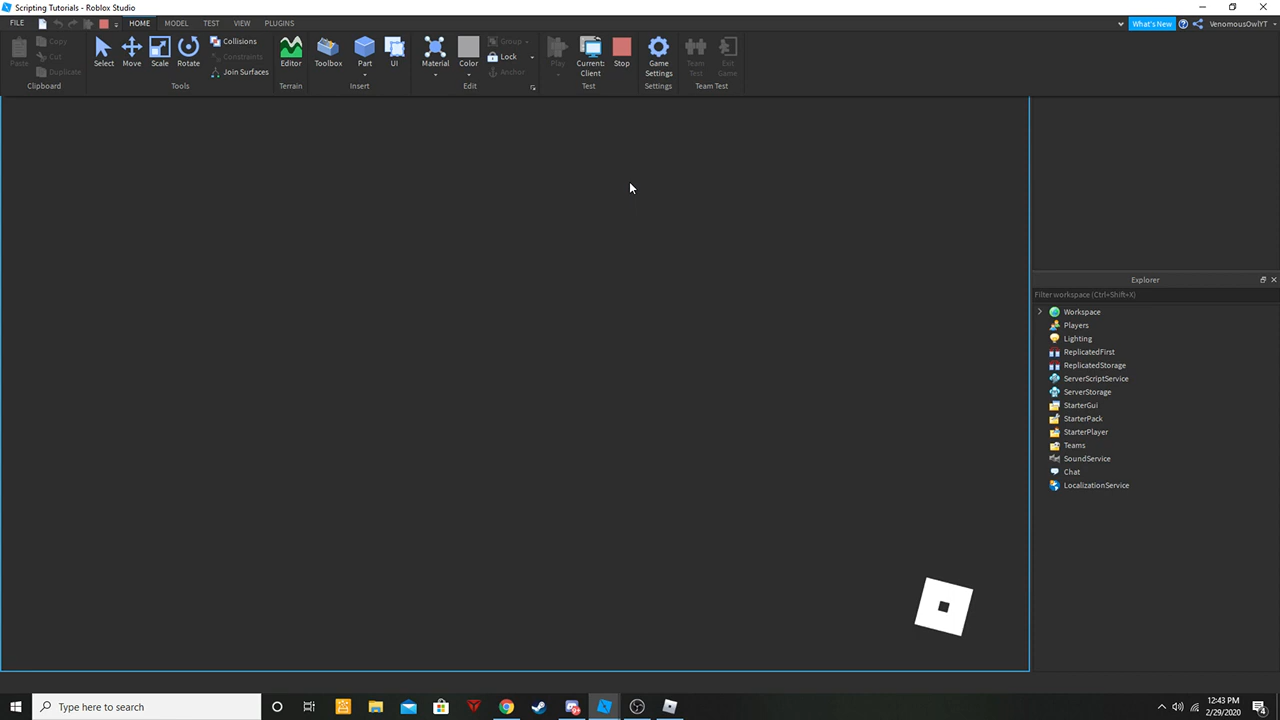 Scripting Tutorials - Roblox Studio
FILE HOME MODEL TEST VIEW PLUGINS What's New VenomousOwlYT
Paste Copy Cut Duplicate Clipboard
Select Move Scale Rotate Collisions Constraints Join Surfaces Tools
Editor Terrain
Toolbox Part UI Insert
Material Color Group Lock Anchor Edit
Play Current: Client Stop Test
Game Settings Settings
Team Test Exit Game Team Test
Explorer
Filter workspace (Ctrl+Shift+X)
Workspace
Players
Lighting
ReplicatedFirst
ReplicatedStorage
ServerScriptService
ServerStorage
StarterGui
StarterPack
StarterPlayer
Teams
SoundService
Chat
LocalizationService
Type here to search
12:43 PM
2/29/2020
4